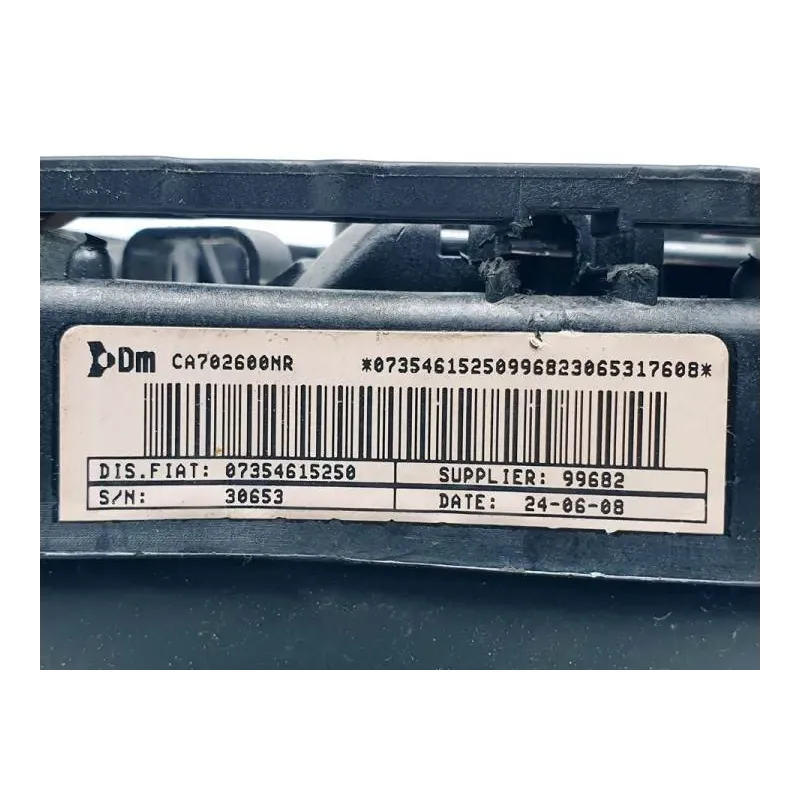 Dm CA702600NR *07354615250996823065317608*
DIS.FIAT: 07354615250 SUPPLIER: 99682
S/N: 30653 DATE: 24-06-08